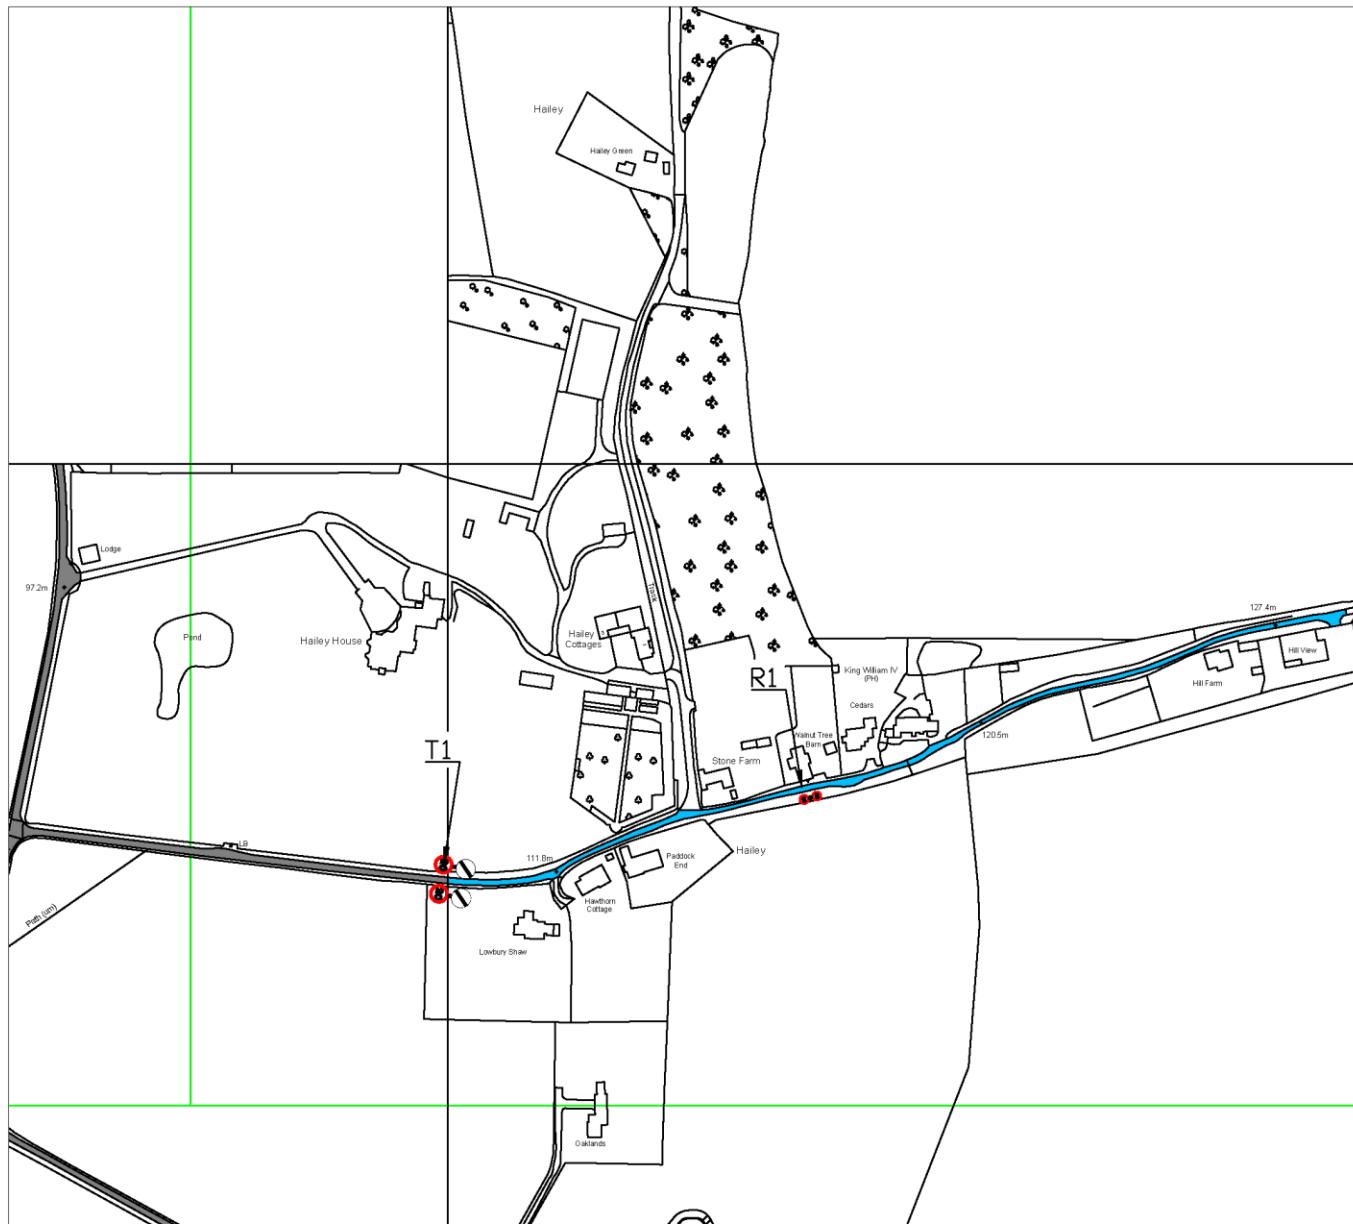 Hailey
Hailey Green
Lodge
97.2m
Track
Pond
Hailey House
Hailey
Cottages
127.4m
Hill View
Hill Farm
King William IV
(PH)
R1
Cedars
120.5m
Walnut Tree
Barn
T1
Stone Farm
LB
111.8m
Paddock
End
Hailey
Hawthorn
Cottage
Path (um)
Lowbury Shaw
Oaklands